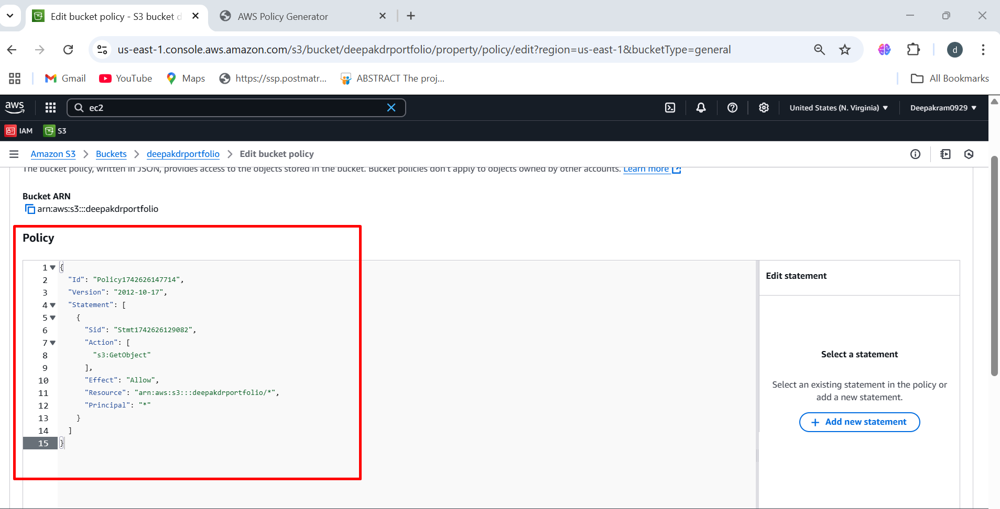 Edit bucket policy - S3 bucket d
AWS Policy Generator
us-east-1.console.aws.amazon.com/s3/bucket/deepakdrportfolio/property/policy/edit?region=us-east-1&bucketType=general
d
Gmail
YouTube
Maps
https://ssp.postmatr...
ABSTRACT The proj...
All Bookmarks
aws
ec2
United States (N. Virginia)
Deepakram0929
IAM
S3
Amazon S3
Buckets
deepakdrportfolio
Edit bucket policy
The bucket policy, written in JSON, provides access to the objects stored in the bucket. Bucket policies don't apply to objects owned by other accounts. Learn more
Bucket ARN
arn:aws:s3:::deepakdrportfolio
Policy
1 {
2 "Id": "Policy1742626147714",
3 "Version": "2012-10-17",
4 "Statement": [
5 {
6 "Sid": "Stmt1742626129082",
7 "Action": [
8 "s3:GetObject"
9 ],
10 "Effect": "Allow",
11 "Resource": "arn:aws:s3:::deepakdrportfolio/*",
12 "Principal": "*"
13 }
14 ]
15 }
Edit statement
Select a statement
Select an existing statement in the policy or
add a new statement.
+ Add new statement